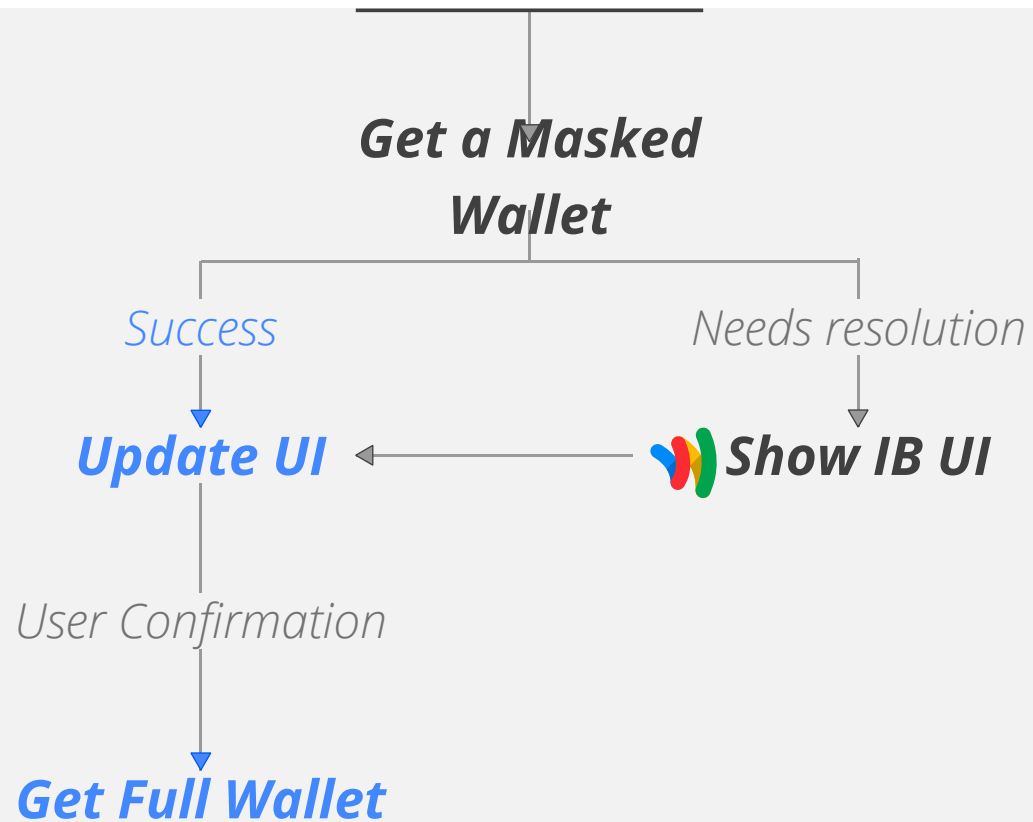 Get a Masked
Wallet
Success
Needs resolution
Update UI
Show IB UI
User Confirmation
Get Full Wallet